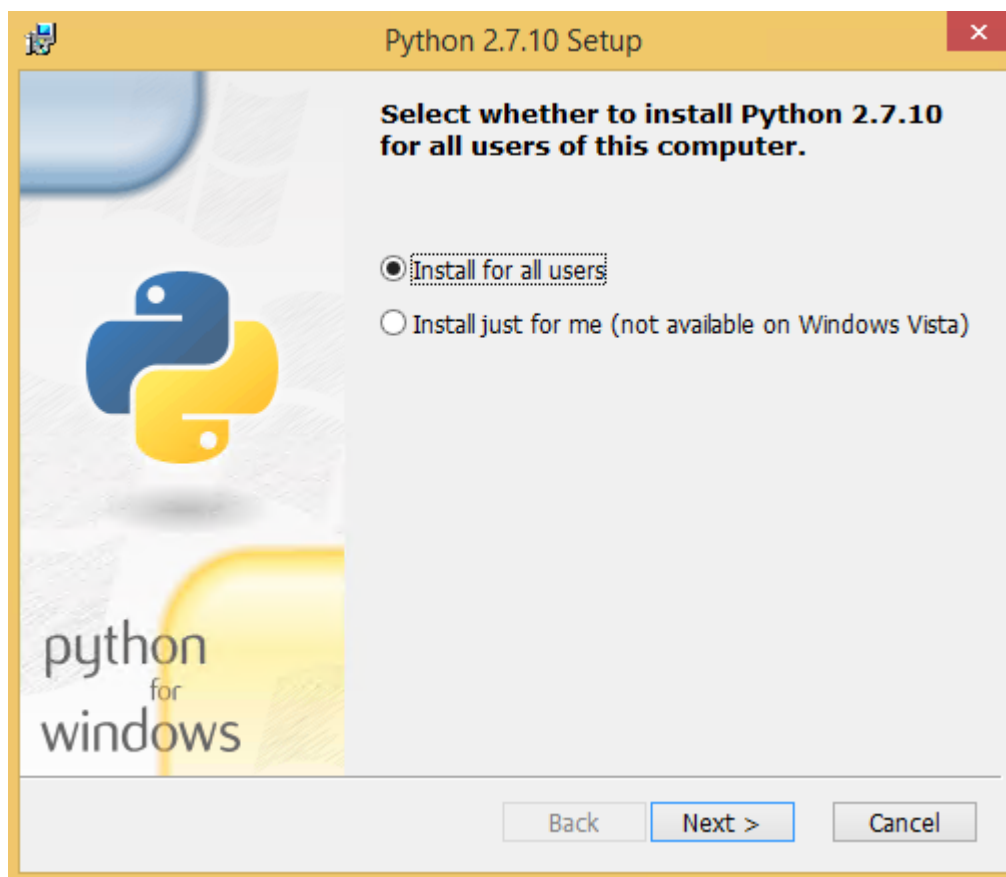 Python 2.7.10 Setup
Select whether to install Python 2.7.10
for all users of this computer.
Install for all users
Install just for me (not available on Windows Vista)
python
for
windows
Back
Next >
Cancel